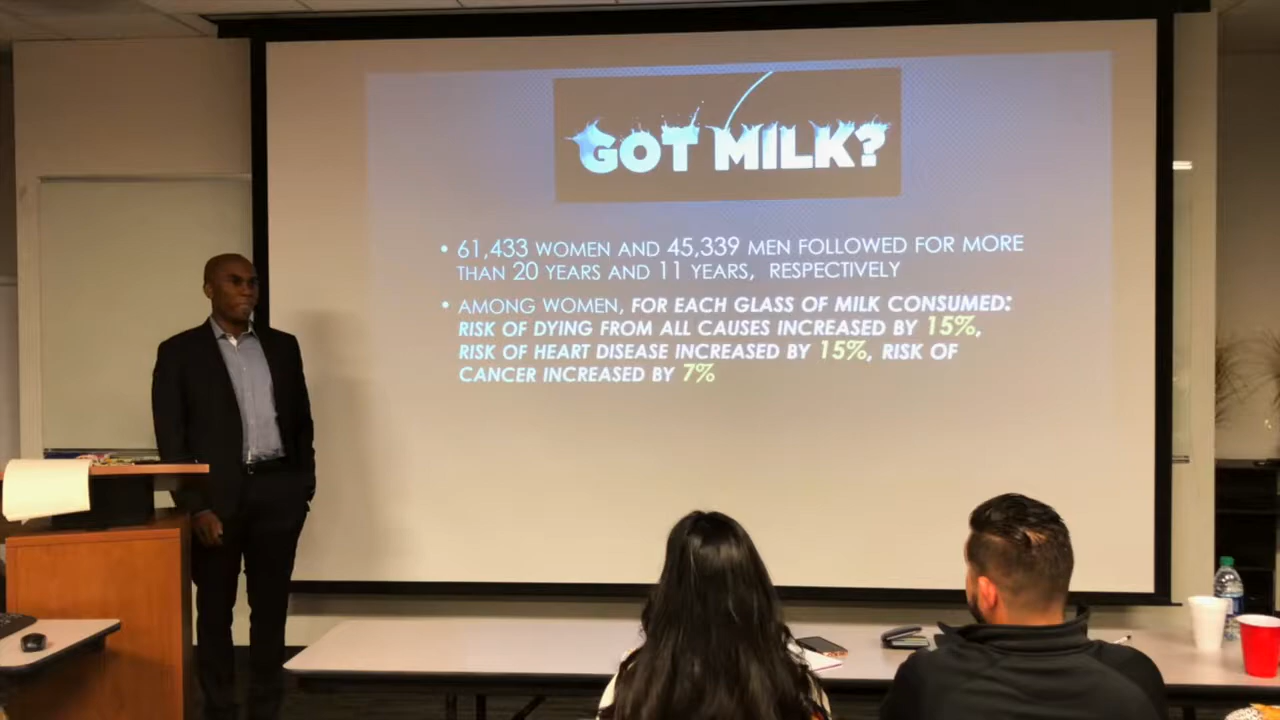 GOT MILK?
• 61,433 WOMEN AND 45,339 MEN FOLLOWED FOR MORE
THAN 20 YEARS AND 11 YEARS, RESPECTIVELY
• AMONG WOMEN, FOR EACH GLASS OF MILK CONSUMED:
RISK OF DYING FROM ALL CAUSES INCREASED BY 15%,
RISK OF HEART DISEASE INCREASED BY 15%, RISK OF
CANCER INCREASED BY 7%